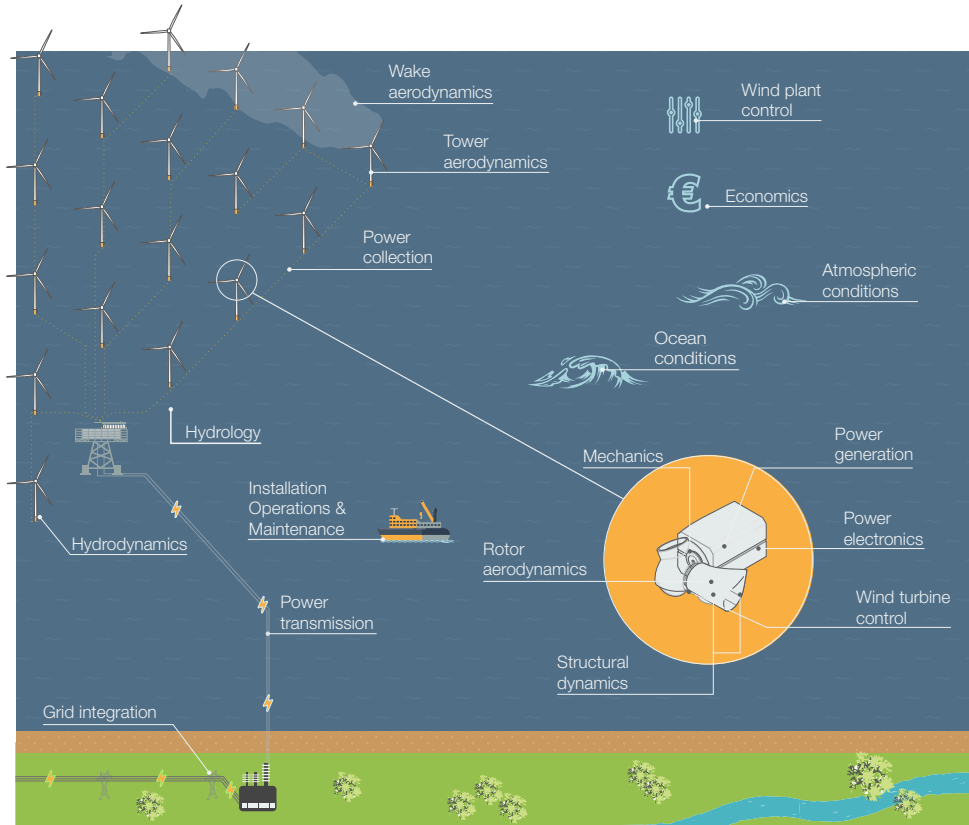 Wake
aerodynamics
Wind plant
control
Tower
aerodynamics
€
Economics
Power
collection
Atmospheric
conditions
Ocean
conditions
Hydrology
Power
generation
Mechanics
Installation
Operations &
Maintenance
Power
electronics
Hydrodynamics
Rotor
aerodynamics
Wind turbine
control
Power
transmission
Structural
dynamics
Grid integration